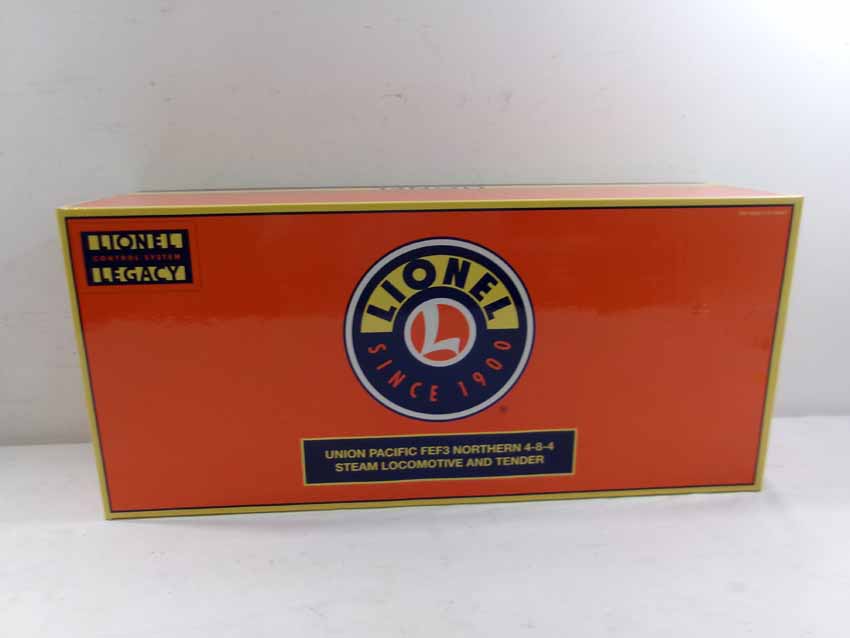 LIONEL
CONTROL SYSTEM
LEGACY
LIONEL
L
SINCE 1900
®
UNION PACIFIC FEF3 NORTHERN 4-8-4
STEAM LOCOMOTIVE AND TENDER